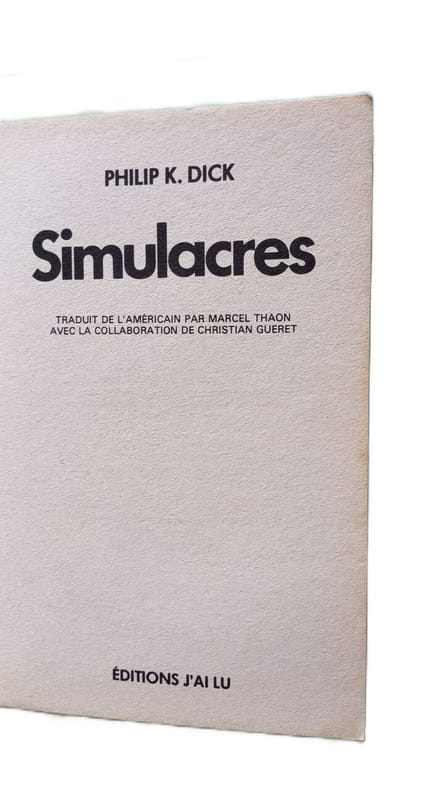 PHILIP K. DICK
Simulacres
TRADUIT DE L'AMÉRICAIN PAR MARCEL THAON
AVEC LA COLLABORATION DE CHRISTIAN GUERET
ÉDITIONS J'AI LU